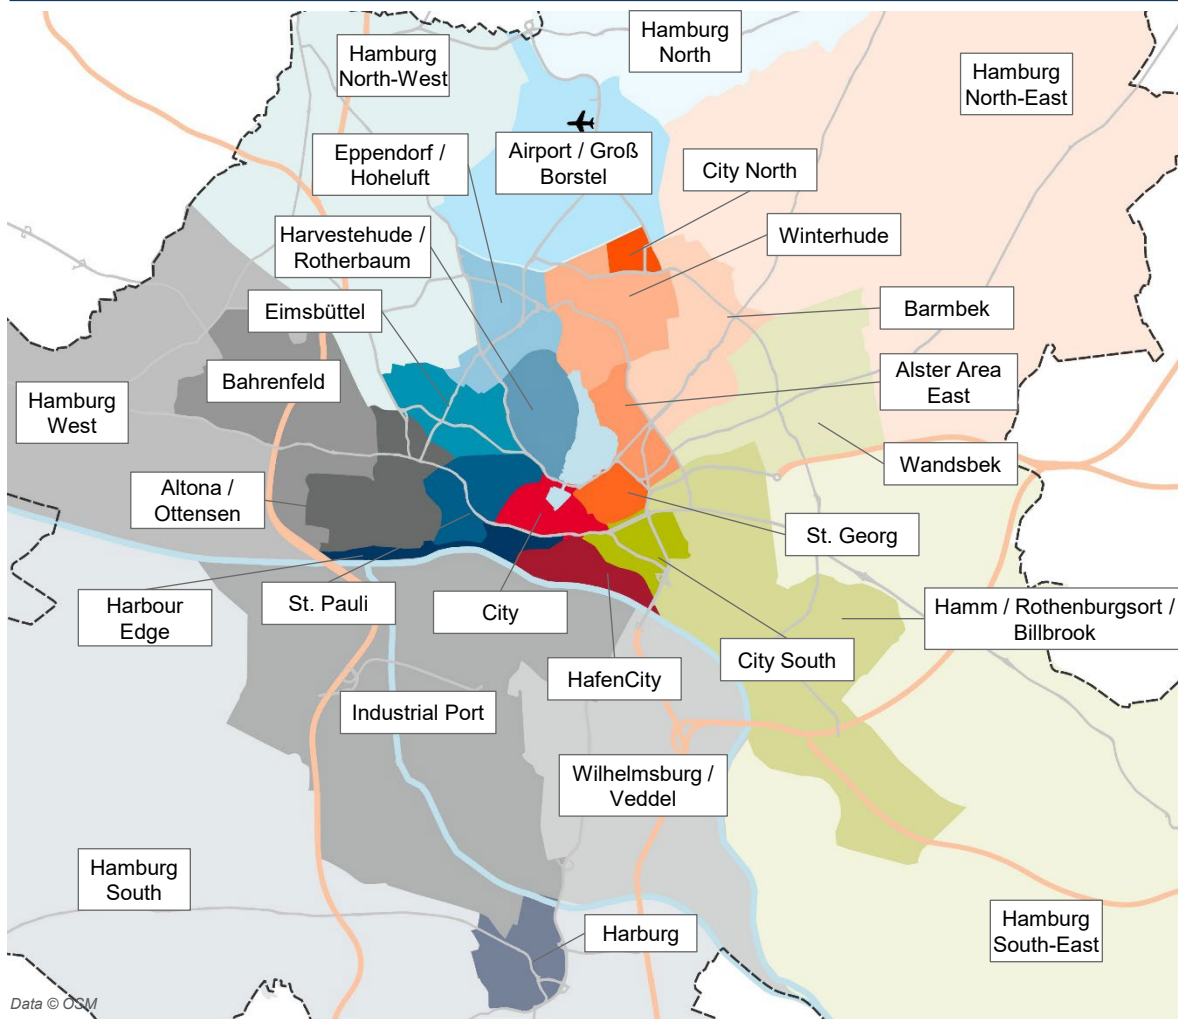 Hamburg
North
Hamburg
North-West
Hamburg
North-East
Eppendorf /
Hoheluft
Airport / Groß
Borstel
City North
Harvestehude /
Rotherbaum
Winterhude
Eimsbüttel
Barmbek
Bahrenfeld
Alster Area
East
Hamburg
West
Wandsbek
Altona /
Ottensen
St. Georg
Harbour
Edge
St. Pauli
City
Hamm / Rothenburgsort /
Billbrook
City South
HafenCity
Industrial Port
Wilhelmsburg /
Veddel
Hamburg
South
Harburg
Hamburg
South-East
Data © OSM